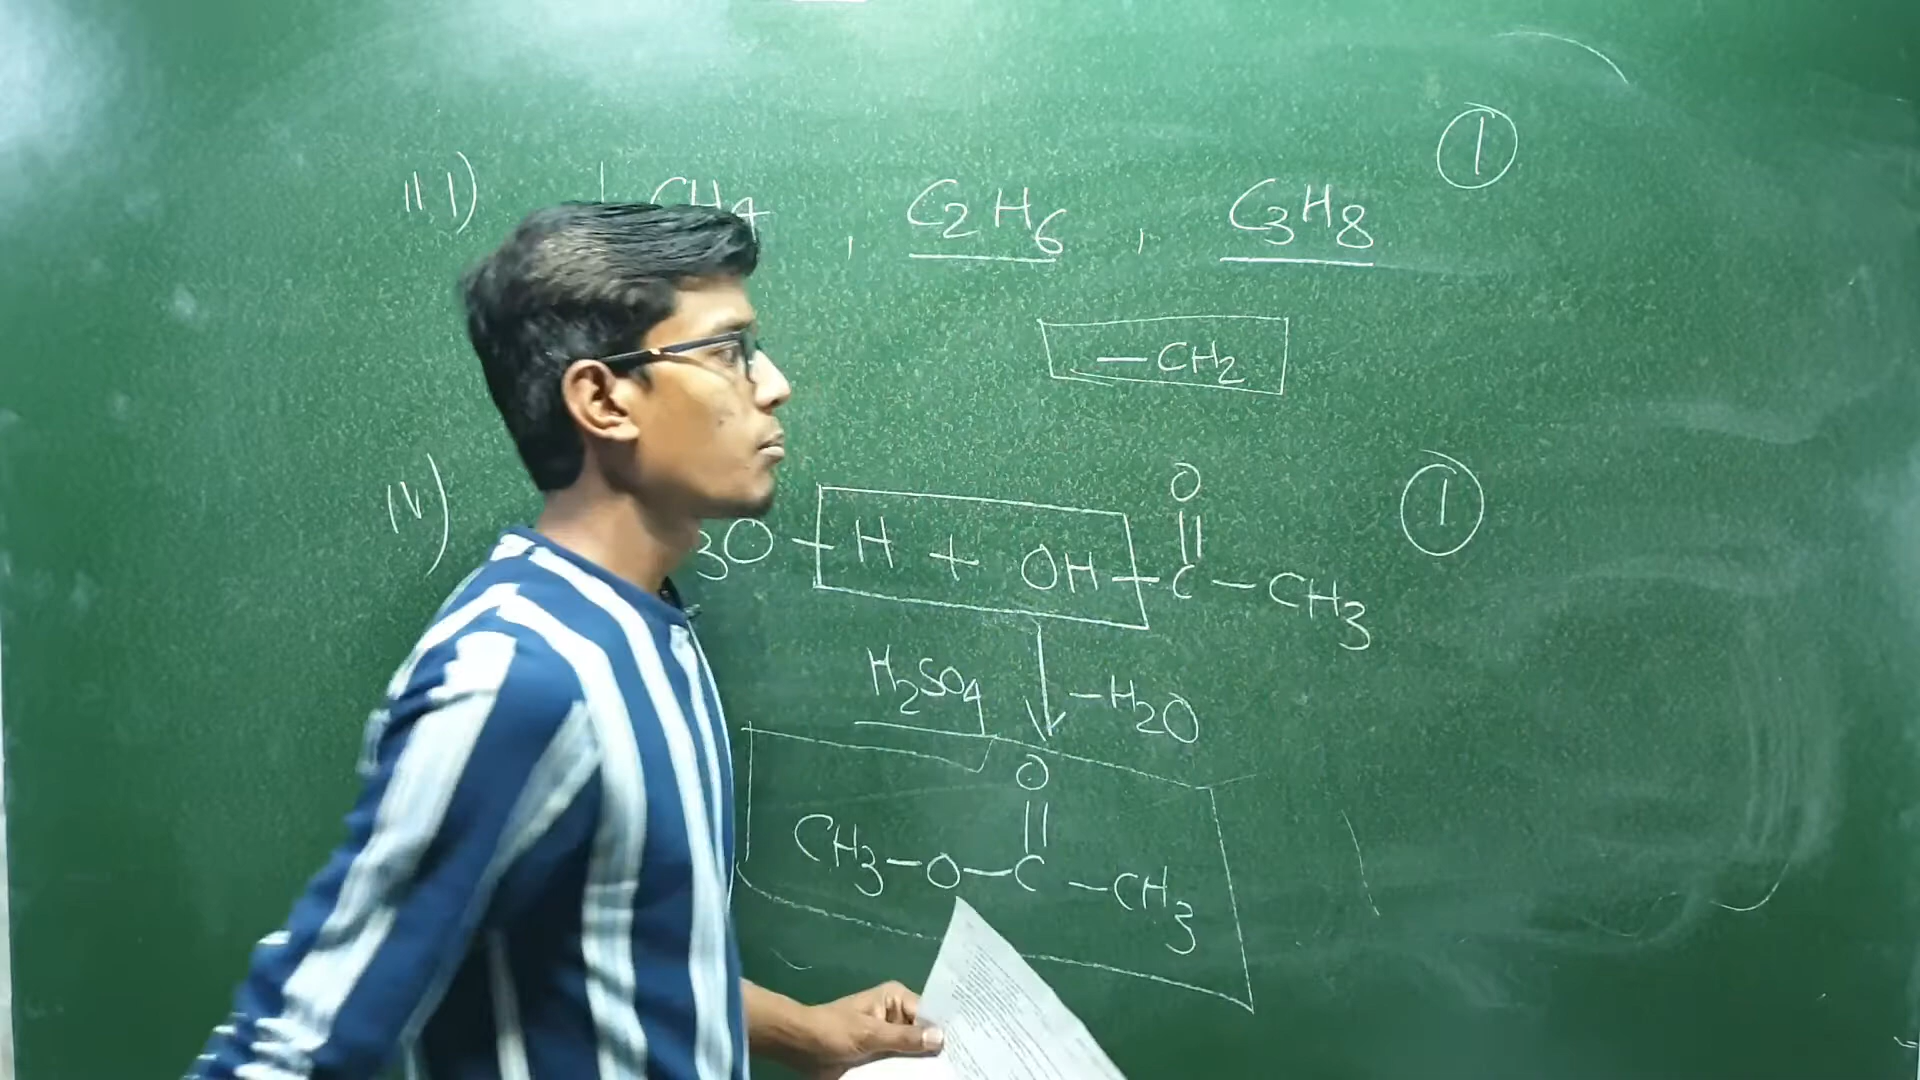 III) CH4 , C2H6 , C3H8 1
—CH2
O
IV) 3O — H + OH — C — CH3 1
H2SO4 — H2O
O
CH3—O—C—CH3